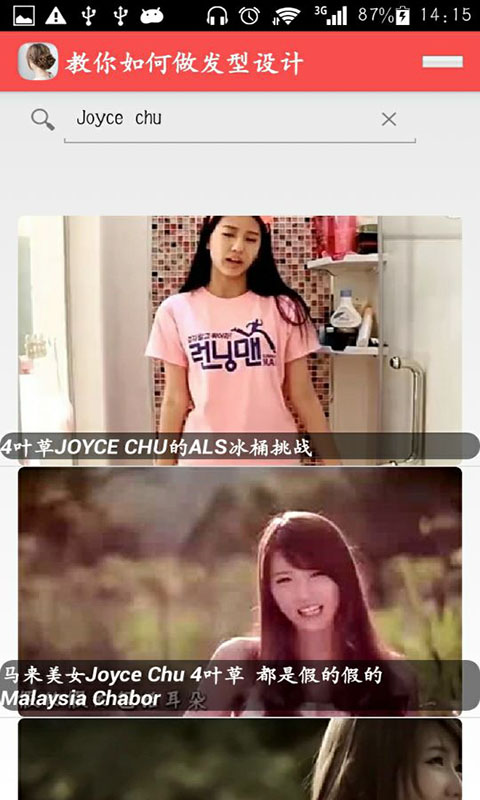 3G 87% 14:15
教你如何做发型设计
Joyce chu
런닝맨
4叶草JOYCE CHU的ALS冰桶挑战
马来美女Joyce Chu 4叶草 都是假的假的
Malaysia Chabor
耳朵